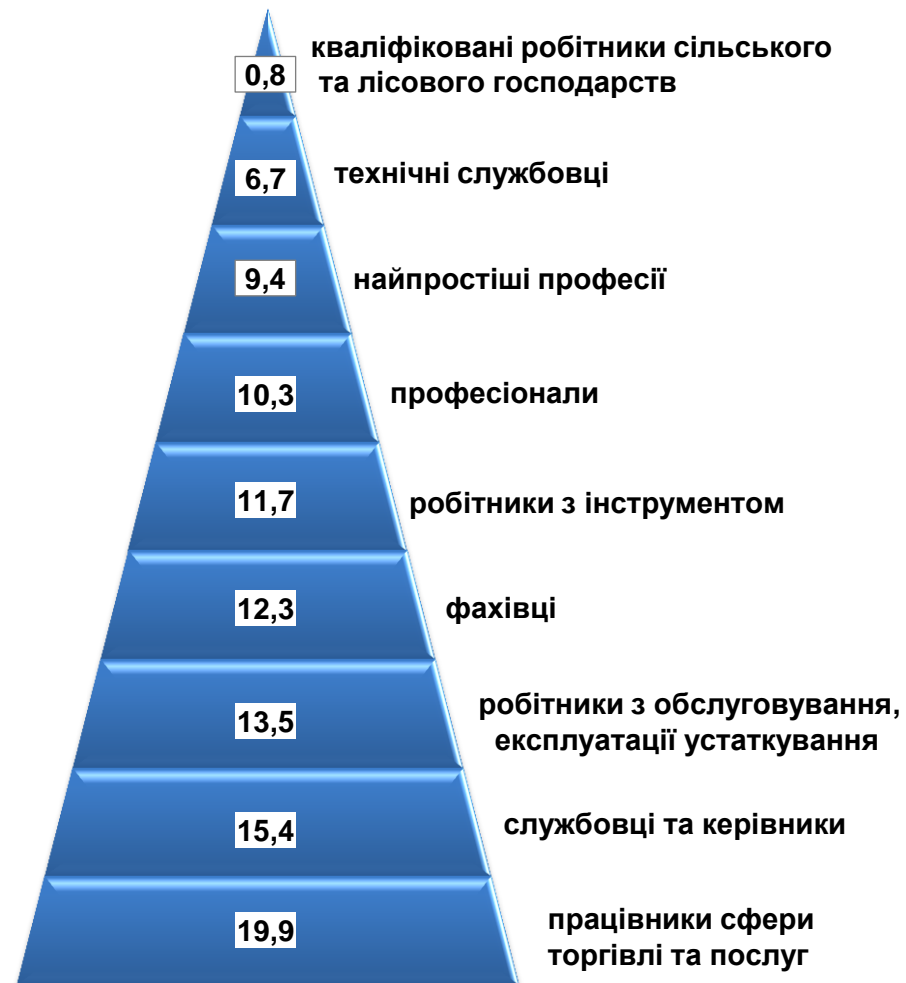 кваліфіковані робітники сільського
0,8
та лісового господарств
6,7 технічні службовці
9,4 найпростіші професії
10,3 професіонали
11,7 робітники з інструментом
12,3 фахівці
робітники з обслуговування,
13,5
експлуатації устаткування
15,4 службовці та керівники
працівники сфери
19,9
торгівлі та послуг